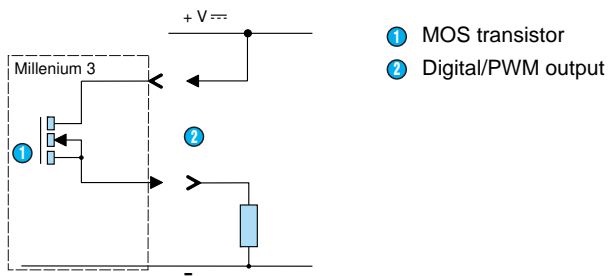 + V ⎓
Millenium 3
1
2
-
1 MOS transistor
2 Digital/PWM output